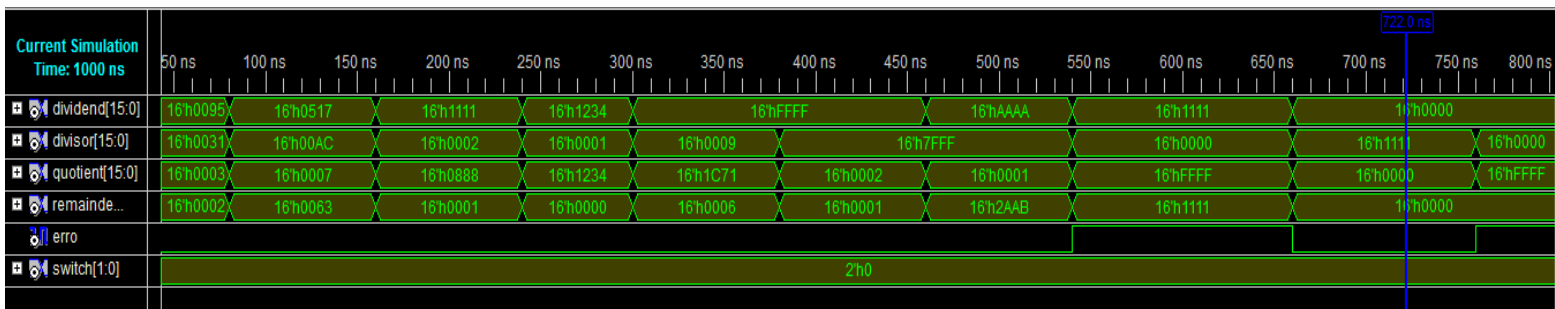 722.0 ns
Current Simulation
Time: 1000 ns
50 ns 100 ns 150 ns 200 ns 250 ns 300 ns 350 ns 400 ns 450 ns 500 ns 550 ns 600 ns 650 ns 700 ns 750 ns 800 ns
dividend[15:0] 16'h0095 16'h0517 16'h1111 16'h1234 16'hFFFF 16'hAAAA 16'h1111 16'h0000
divisor[15:0] 16'h0031 16'h00AC 16'h0002 16'h0001 16'h0009 16'h7FFF 16'h0000 16'h1111 16'h0000
quotient[15:0] 16'h0003 16'h0007 16'h0888 16'h1234 16'h1C71 16'h0002 16'h0001 16'hFFFF 16'h0000 16'hFFFF
remainde... 16'h0002 16'h0063 16'h0001 16'h0000 16'h0006 16'h0001 16'h2AAB 16'h1111 16'h0000
erro
switch[1:0] 2'h0